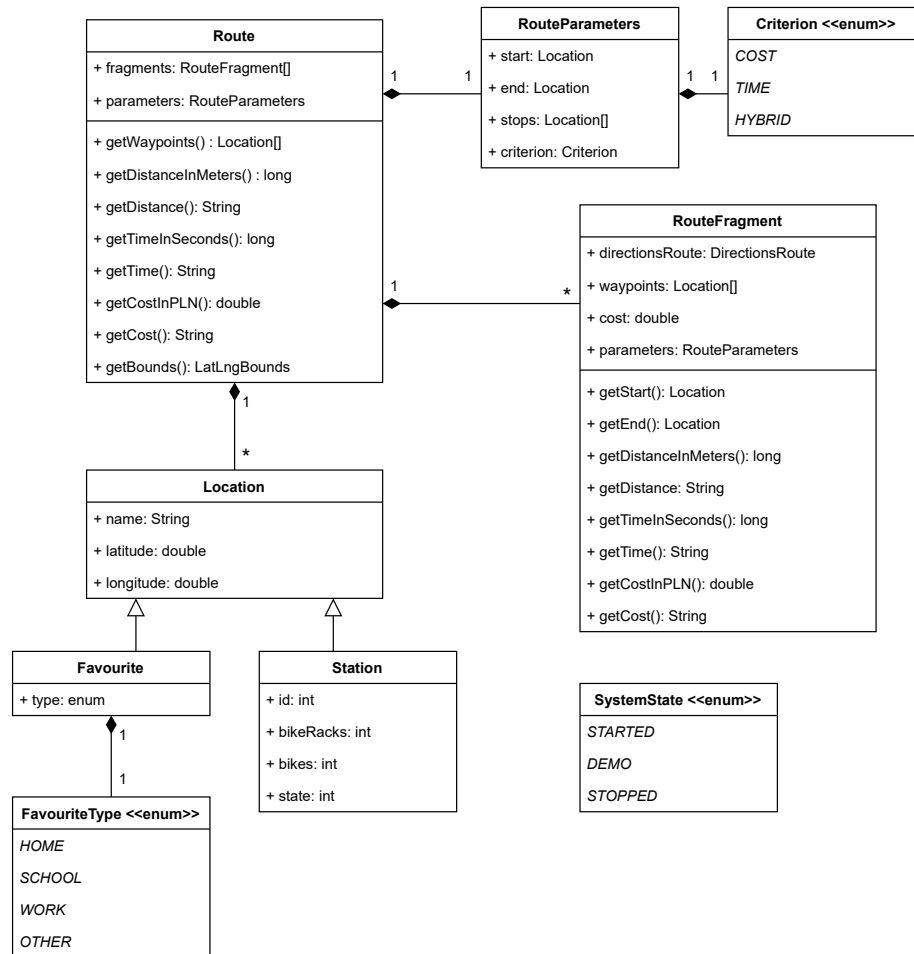 Route
+ fragments: RouteFragment[]
+ parameters: RouteParameters
+ getWaypoints() : Location[]
+ getDistanceInMeters() : long
+ getDistance(): String
+ getTimeInSeconds(): long
+ getTime(): String
+ getCostInPLN(): double
+ getCost(): String
+ getBounds(): LatLngBounds
1
1
RouteParameters
+ start: Location
+ end: Location
+ stops: Location[]
+ criterion: Criterion
1
1
Criterion <<enum>>
COST
TIME
HYBRID
1
*
RouteFragment
+ directionsRoute: DirectionsRoute
+ waypoints: Location[]
+ cost: double
+ parameters: RouteParameters
+ getStart(): Location
+ getEnd(): Location
+ getDistanceInMeters(): long
+ getDistance: String
+ getTimeInSeconds(): long
+ getTime(): String
+ getCostInPLN(): double
+ getCost(): String
1
*
Location
+ name: String
+ latitude: double
+ longitude: double
Favourite
+ type: enum
1
1
FavouriteType <<enum>>
HOME
SCHOOL
WORK
OTHER
Station
+ id: int
+ bikeRacks: int
+ bikes: int
+ state: int
SystemState <<enum>>
STARTED
DEMO
STOPPED